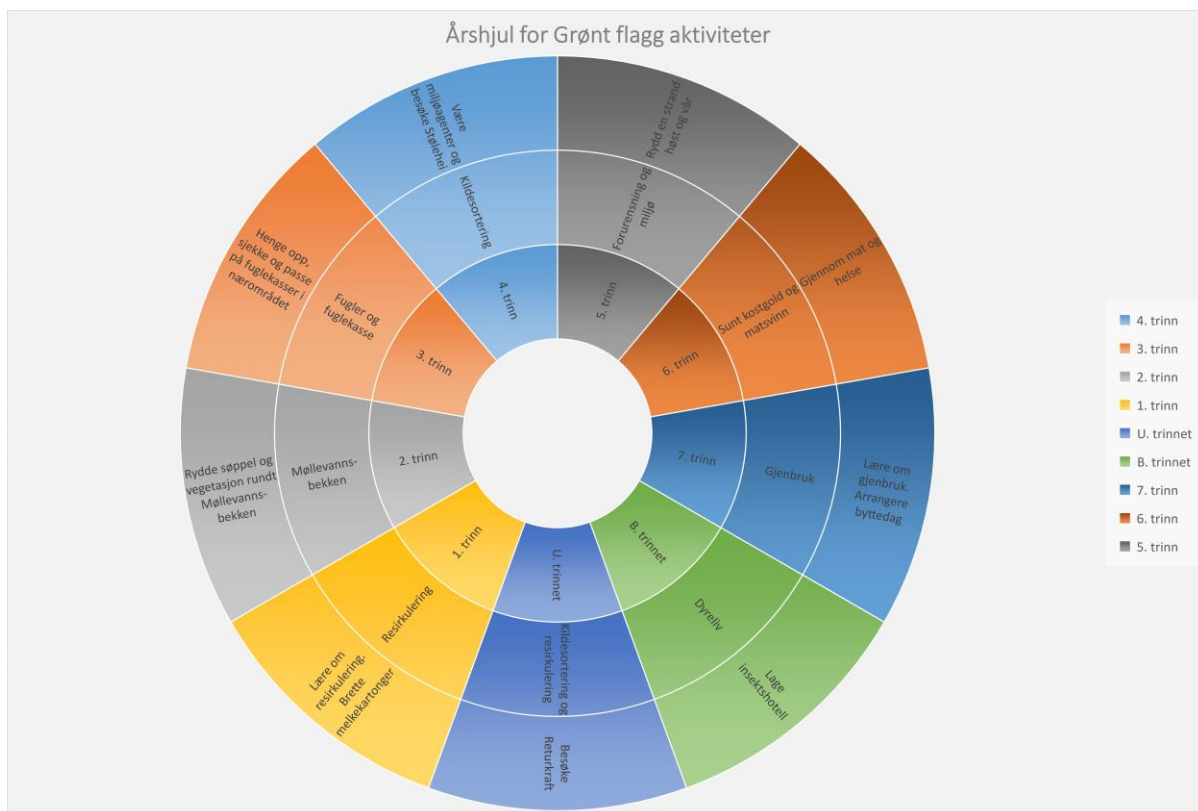 Årshjul for Grønt flagg aktiviteter
Være
miljøagenter og
besøke Stølehei
Kildesortering
4. trinn
Rydd en strand
høst og vår
Forurensning og
miljø
5. trinn
Gjennom mat og
helse
Sunt kostgold og
matsvinn
6. trinn
Lære om
gjenbruk.
Arrangere
byttedag
Gjenbruk
7. trinn
Lage
insektshotell
Dyreliv
B. trinnet
Besøke
Returkraft
Kildesortering og
resirkulering
U. trinnet
Lære om
resirkulering.
Brette
melkekartonger
Resirkulering
1. trinn
Rydde søppel og
vegetasjon rundt
Møllevanns-
bekken
Møllevanns-
bekken
2. trinn
Henge opp,
sjekke og passe
på fuglekasser i
nærområdet
Fugler og
fuglekasse
3. trinn
4. trinn
3. trinn
2. trinn
1. trinn
U. trinnet
B. trinnet
7. trinn
6. trinn
5. trinn